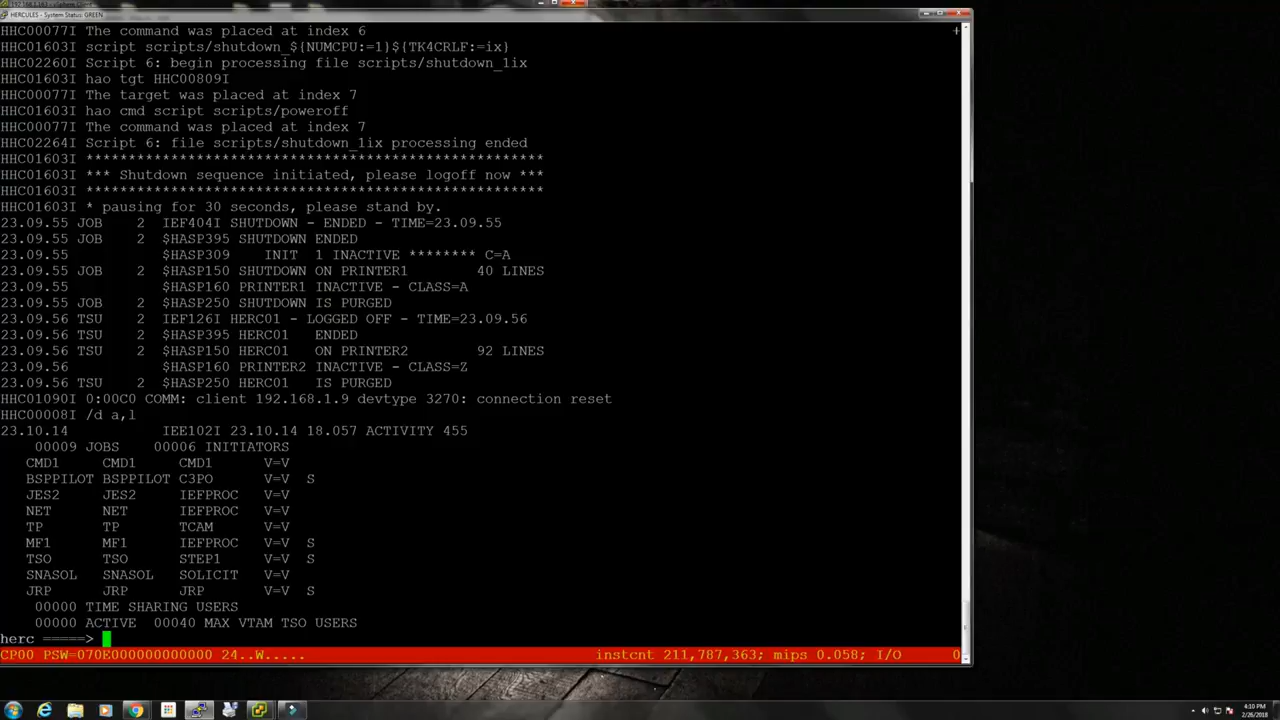 HERCULES - System Status: GREEN
HHC00077I The command was placed at index 6
HHC01603I script scripts/shutdown_${NUMCPU:=1}${TK4CRLF:=ix}
HHC02260I Script 6: begin processing file scripts/shutdown_1ix
HHC01603I hao tgt HHC00809I
HHC00077I The target was placed at index 7
HHC01603I hao cmd script scripts/poweroff
HHC00077I The command was placed at index 7
HHC02264I Script 6: file scripts/shutdown_1ix processing ended
HHC01603I ******************************************************
HHC01603I *** Shutdown sequence initiated, please logoff now ***
HHC01603I ******************************************************
HHC01603I * pausing for 30 seconds, please stand by.
23.09.55 JOB    2  IEF404I SHUTDOWN - ENDED - TIME=23.09.55
23.09.55 JOB    2  $HASP395 SHUTDOWN ENDED
23.09.55           $HASP309    INIT  1 INACTIVE ******** C=A
23.09.55 JOB    2  $HASP150 SHUTDOWN ON PRINTER1        40 LINES
23.09.55           $HASP160 PRINTER1 INACTIVE - CLASS=A
23.09.55 JOB    2  $HASP250 SHUTDOWN IS PURGED
23.09.56 TSU    2  IEF126I HERC01 - LOGGED OFF - TIME=23.09.56
23.09.56 TSU    2  $HASP395 HERC01   ENDED
23.09.56 TSU    2  $HASP150 HERC01   ON PRINTER2        92 LINES
23.09.56           $HASP160 PRINTER2 INACTIVE - CLASS=Z
23.09.56 TSU    2  $HASP250 HERC01   IS PURGED
HHC01090I 0:00C0 COMM: client 192.168.1.9 devtype 3270: connection reset
HHC00008I /d a,l
23.10.14           IEE102I 23.10.14 18.057 ACTIVITY 455
00009 JOBS    00006 INITIATORS
CMD1     CMD1     CMD1      V=V
BSPPILOT BSPPILOT C3PO      V=V  S
JES2     JES2     IEFPROC   V=V
NET      NET      IEFPROC   V=V
TP       TP       TCAM      V=V
MF1      MF1      IEFPROC   V=V  S
TSO      TSO      STEP1     V=V  S
SNASOL   SNASOL   SOLICIT   V=V
JRP      JRP      JRP       V=V  S
00000 TIME SHARING USERS
00000 ACTIVE  00040 MAX VTAM TSO USERS
herc =====>
CP00 PSW=070E000000000000 24..W..... instcnt 211,787,363; mips 0.058; I/O 0
4:10 PM
2/26/2018